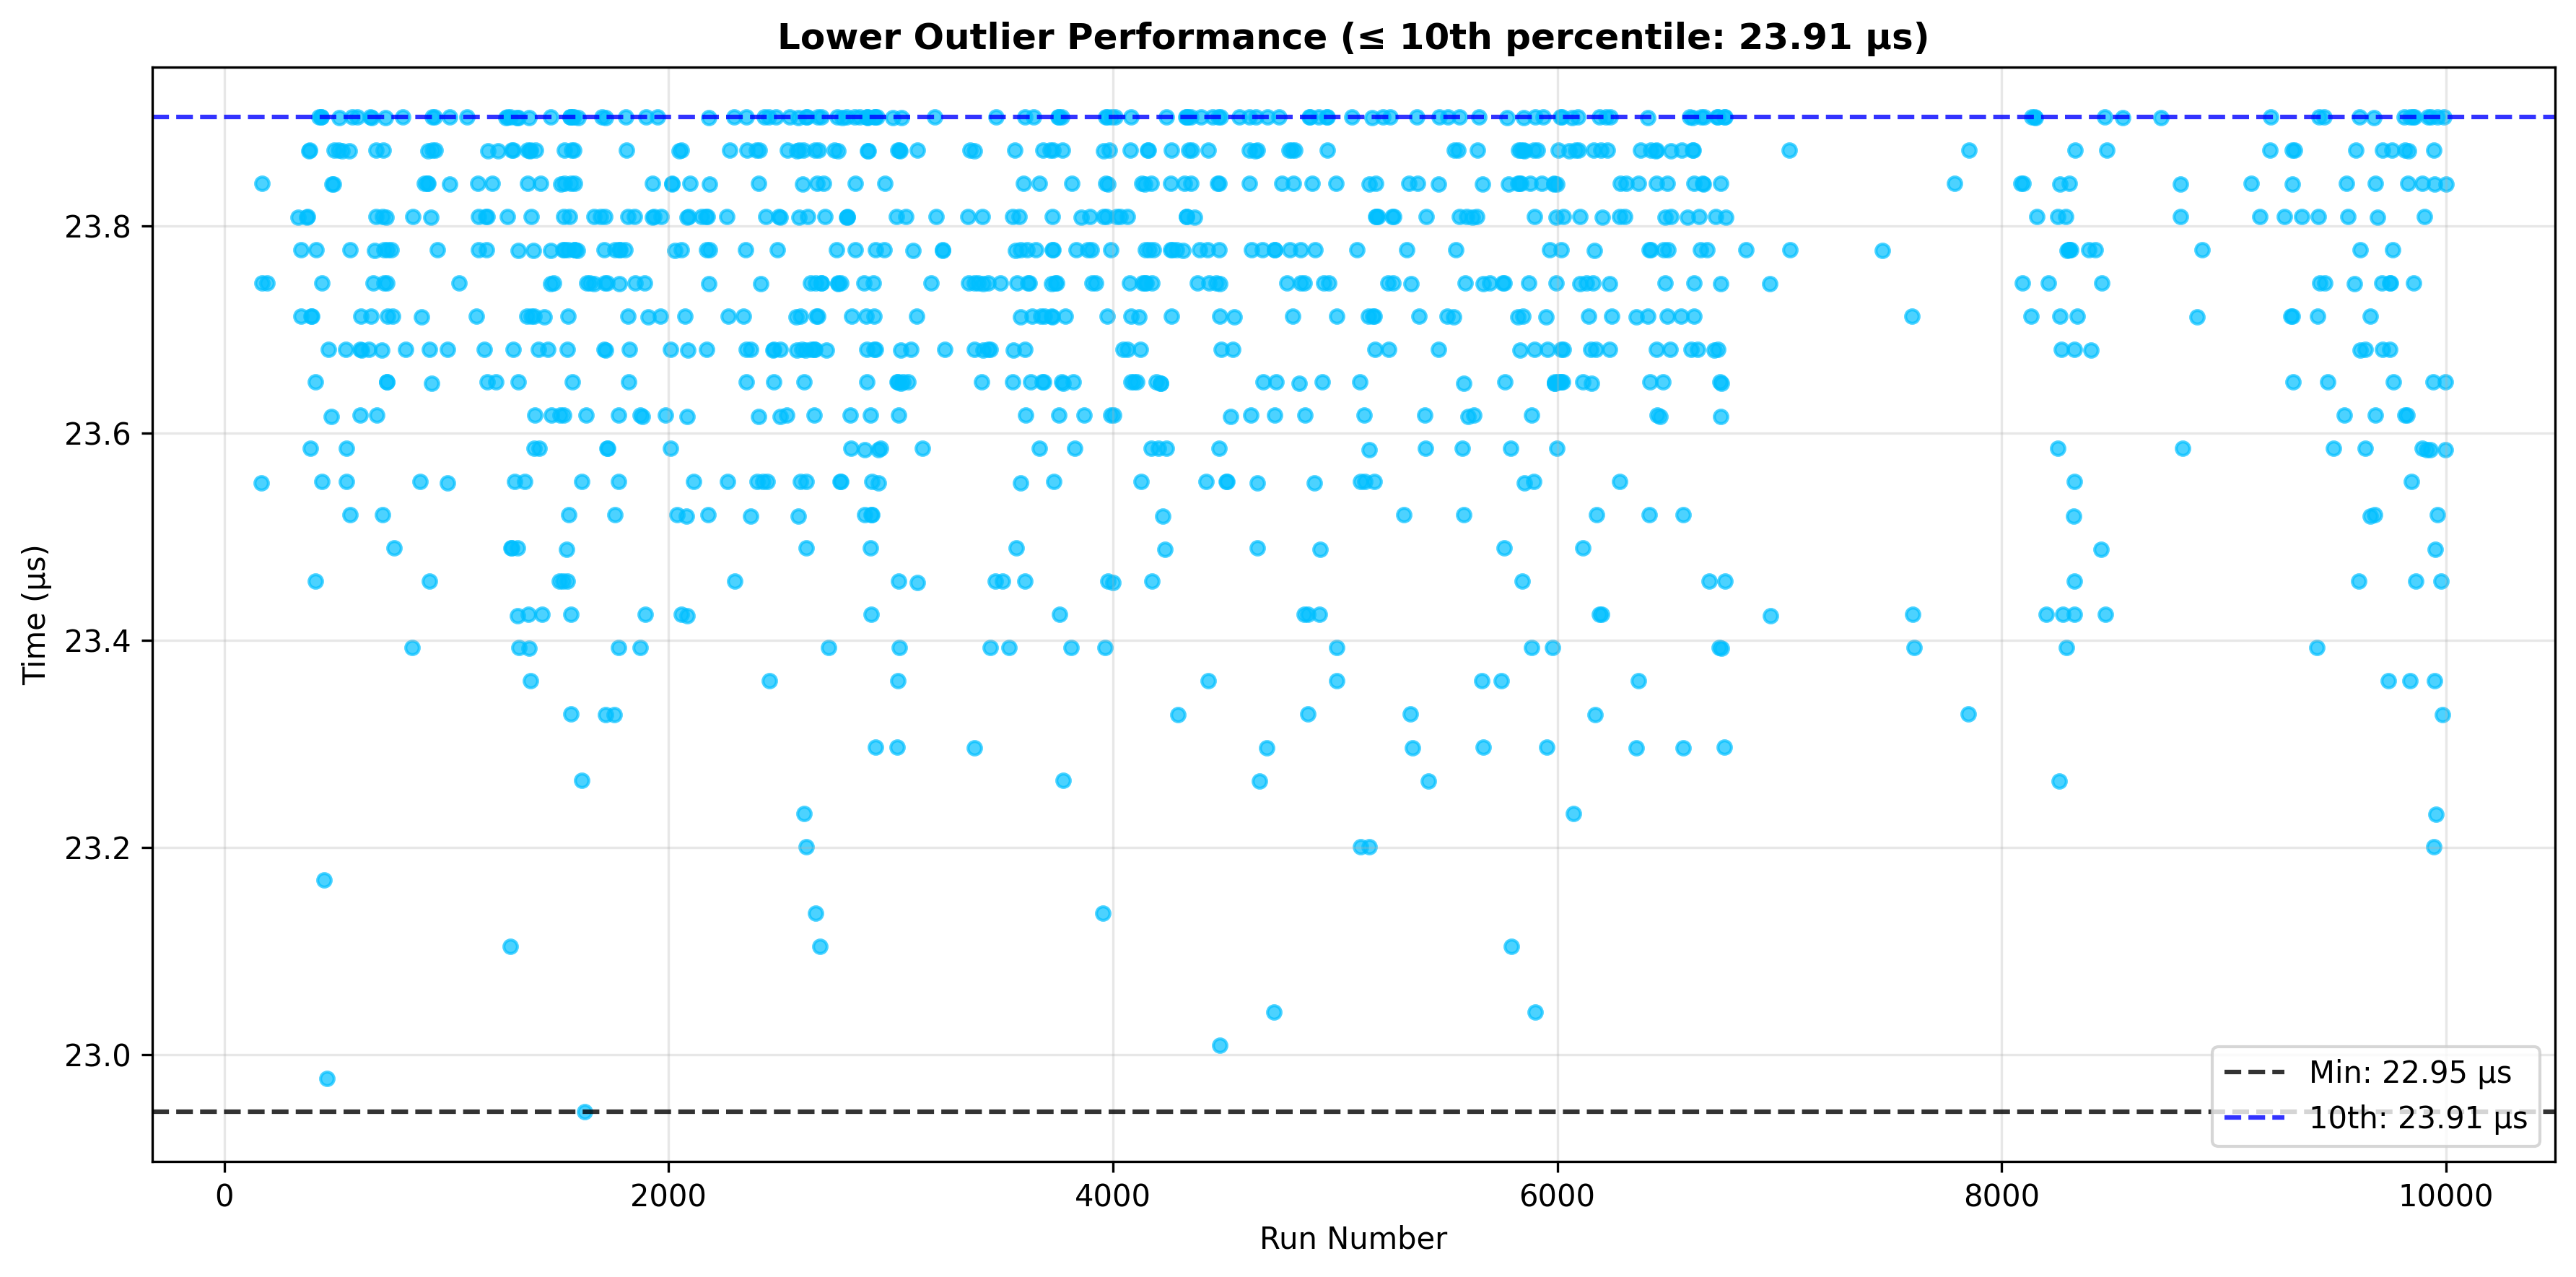 Lower Outlier Performance (≤ 10th percentile: 23.91 µs)
Time (µs)
23.8
23.6
23.4
23.2
23.0
0
2000
4000
6000
8000
10000
Run Number
Min: 22.95 µs
10th: 23.91 µs